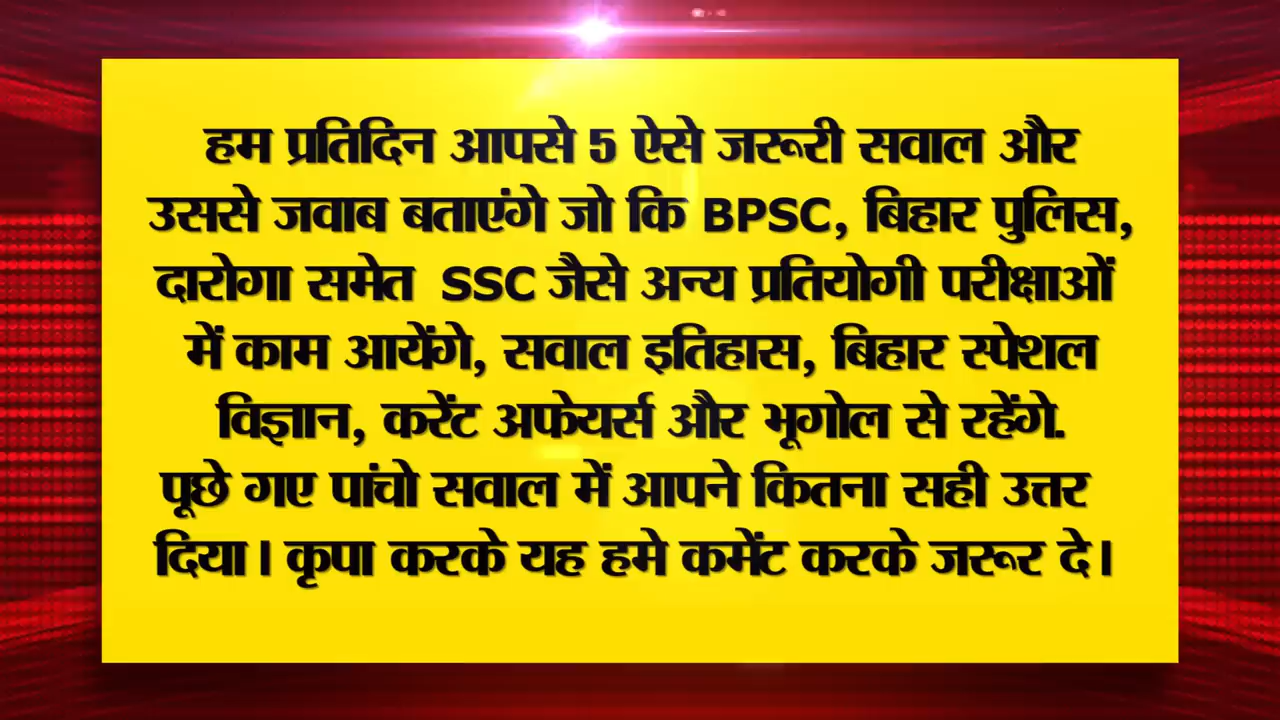 हम प्रतिदिन आपसे 5 ऐसे जरूरी सवाल और
उससे जवाब बताएंगे जो कि BPSC, बिहार पुलिस,
दारोगा समेत SSC जैसे अन्य प्रतियोगी परीक्षाओं
में काम आयेंगे, सवाल इतिहास, बिहार स्पेशल
विज्ञान, करेंट अफेयर्स और भूगोल से रहेंगे.
पूछे गए पांचो सवाल में आपने कितना सही उत्तर
दिया। कृपा करके यह हमे कमेंट करके जरूर दे।